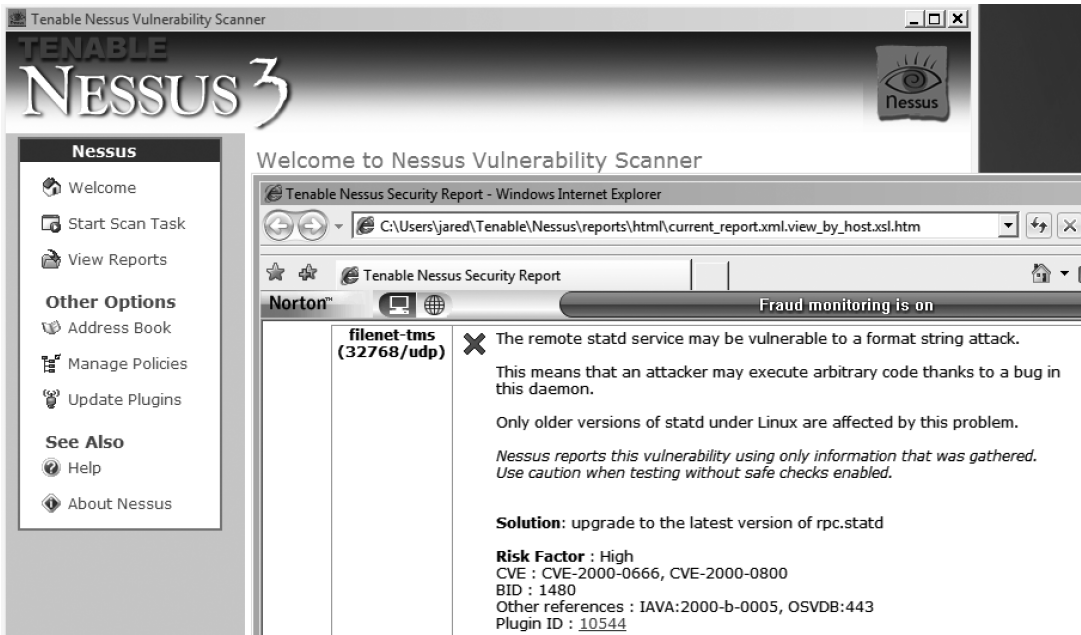 Tenable Nessus Vulnerability Scanner
TENABLE
NESSUS 3
Nessus
Nessus
Welcome
Start Scan Task
View Reports
Other Options
Address Book
Manage Policies
Update Plugins
See Also
Help
About Nessus
Welcome to Nessus Vulnerability Scanner
Tenable Nessus Security Report - Windows Internet Explorer
C:\Users\jared\Tenable\Nessus\reports\html\current_report.xml.view_by_host.xsl.htm
Tenable Nessus Security Report
Norton™
Fraud monitoring is on
filenet-tms
(32768/udp)
The remote statd service may be vulnerable to a format string attack.
This means that an attacker may execute arbitrary code thanks to a bug in
this daemon.
Only older versions of statd under Linux are affected by this problem.
Nessus reports this vulnerability using only information that was gathered.
Use caution when testing without safe checks enabled.
Solution: upgrade to the latest version of rpc.statd
Risk Factor : High
CVE : CVE-2000-0666, CVE-2000-0800
BID : 1480
Other references : IAVA:2000-b-0005, OSVDB:443
Plugin ID : 10544